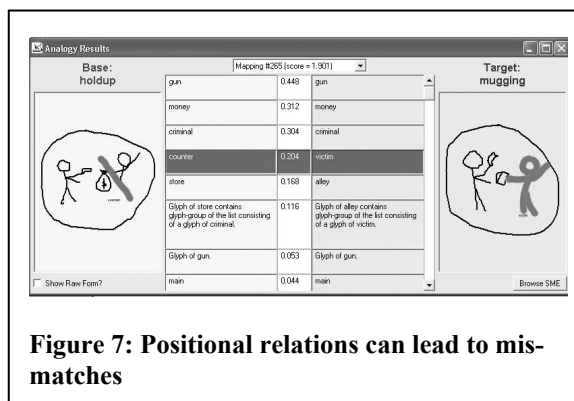 Analogy Results
Base:
holdup
Mapping #265 (score = 1.901)
Target:
mugging
gun 0.448 gun
money 0.312 money
criminal 0.304 criminal
counter 0.204 victim
store 0.168 alley
Glyph of store contains glyph-group of the list consisting of a glyph of criminal. 0.116 Glyph of alley contains glyph-group of the list consisting of a glyph of victim.
Glyph of gun. 0.053 Glyph of gun.
main 0.044 main
Show Raw Form?
Browse SME
Figure 7: Positional relations can lead to mis-
matches